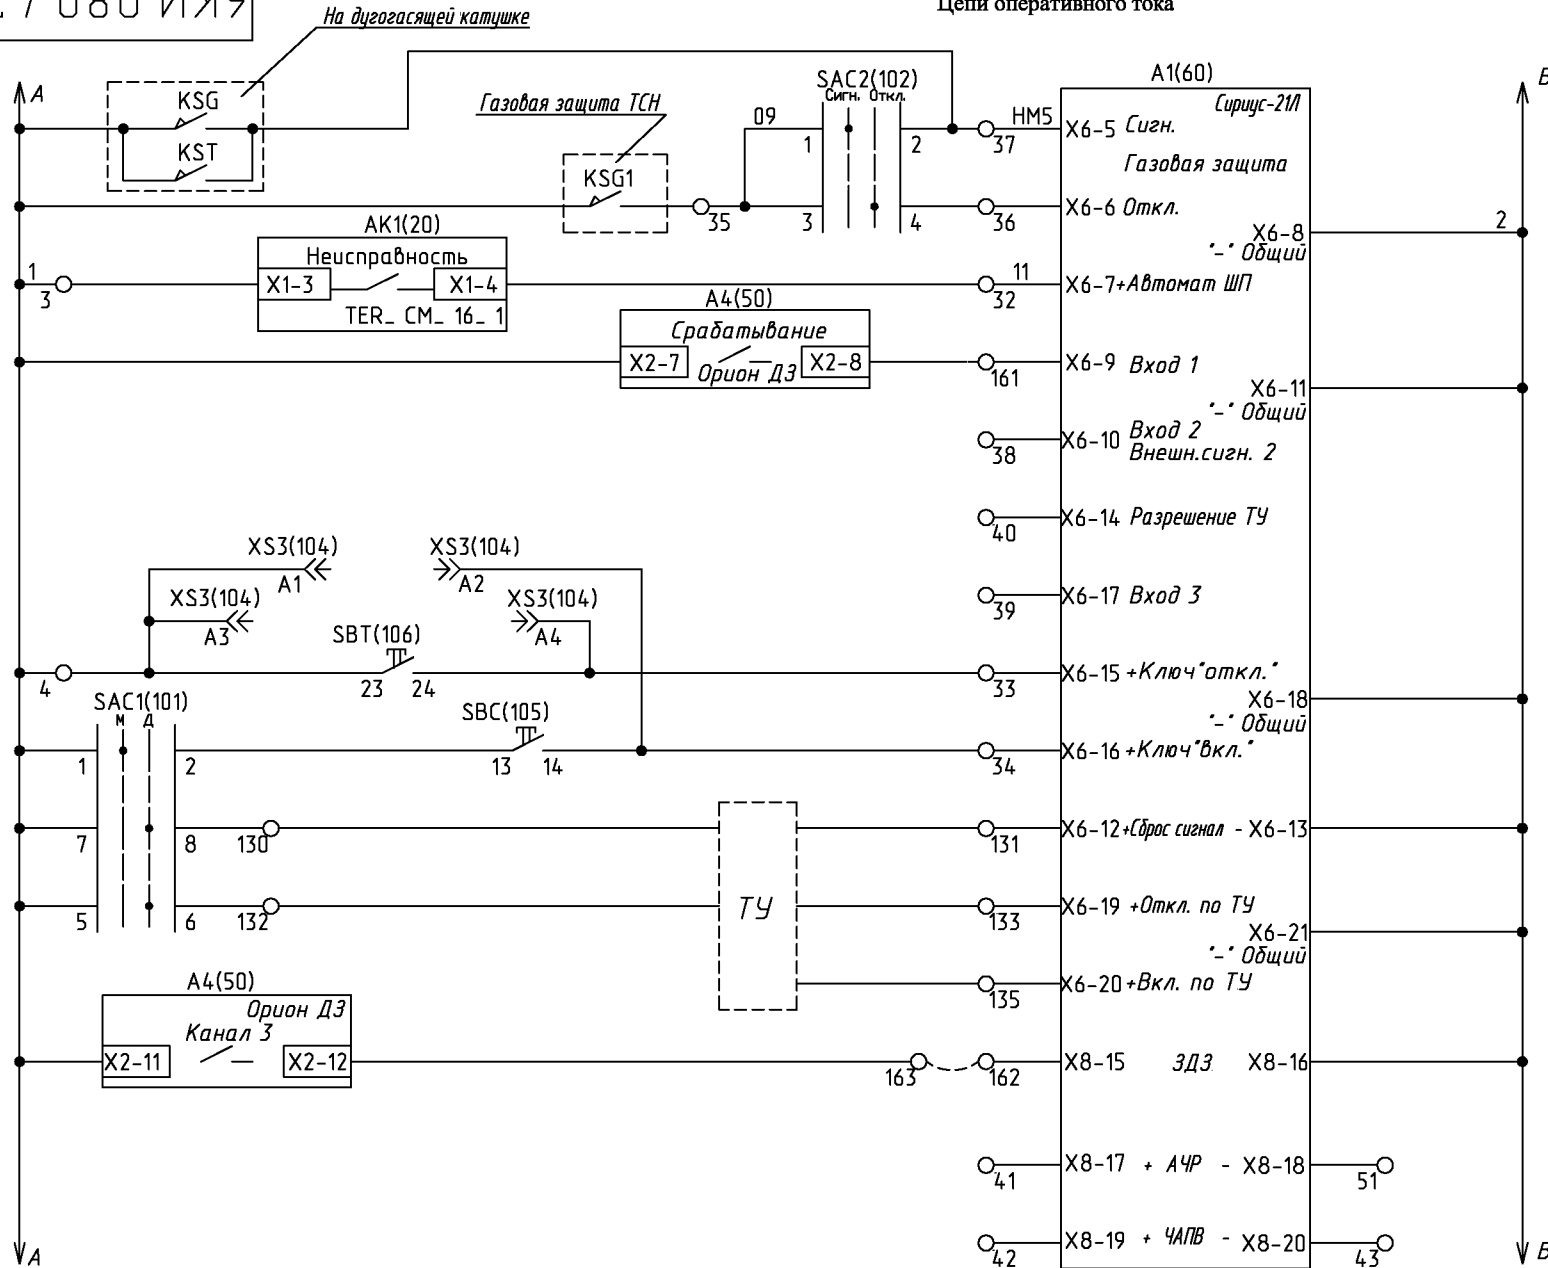 Цепи оперативного тока
На дугогасящей катушке
A
KSG
KST
Газовая защита ТСН
KSG1
35
09
SAC2(102)
Сигн. Откл.
1 2
3 4
HM5
37
36
A1(60)
Сириус-21Л
X6-5 Сигн.
Газовая защита
X6-6 Откл.
X6-8
"-" Общий
2
В
AK1(20)
Неисправность
X1-3 X1-4
TER_ CM_ 16_ 1
1
3
11
32
X6-7 +Автомат ШП
A4(50)
Срабатывание
X2-7 X2-8
Орион ДЗ
161
X6-9 Вход 1
X6-11
"-" Общий
38
X6-10 Вход 2
Внешн.сигн. 2
40
X6-14 Разрешение ТУ
39
X6-17 Вход 3
XS3(104)
A1
XS3(104)
A2
XS3(104)
A3
XS3(104)
A4
SBT(106)
4
23 24
33
X6-15 +Ключ"откл."
X6-18
"-" Общий
SAC1(101)
М Д
SBC(105)
1 2
13 14
34
X6-16 +Ключ"вкл."
7 8
130
131
X6-12 +Сброс сигнал - X6-13
5 6
132
ТУ
133
X6-19 +Откл. по ТУ
X6-21
"-" Общий
135
X6-20 +Вкл. по ТУ
A4(50)
Орион ДЗ
Канал 3
X2-11 X2-12
163
162
X8-15 ЗДЗ X8-16
41
X8-17 + АЧР - X8-18
51
42
X8-19 + ЧАПВ - X8-20
43
A
В